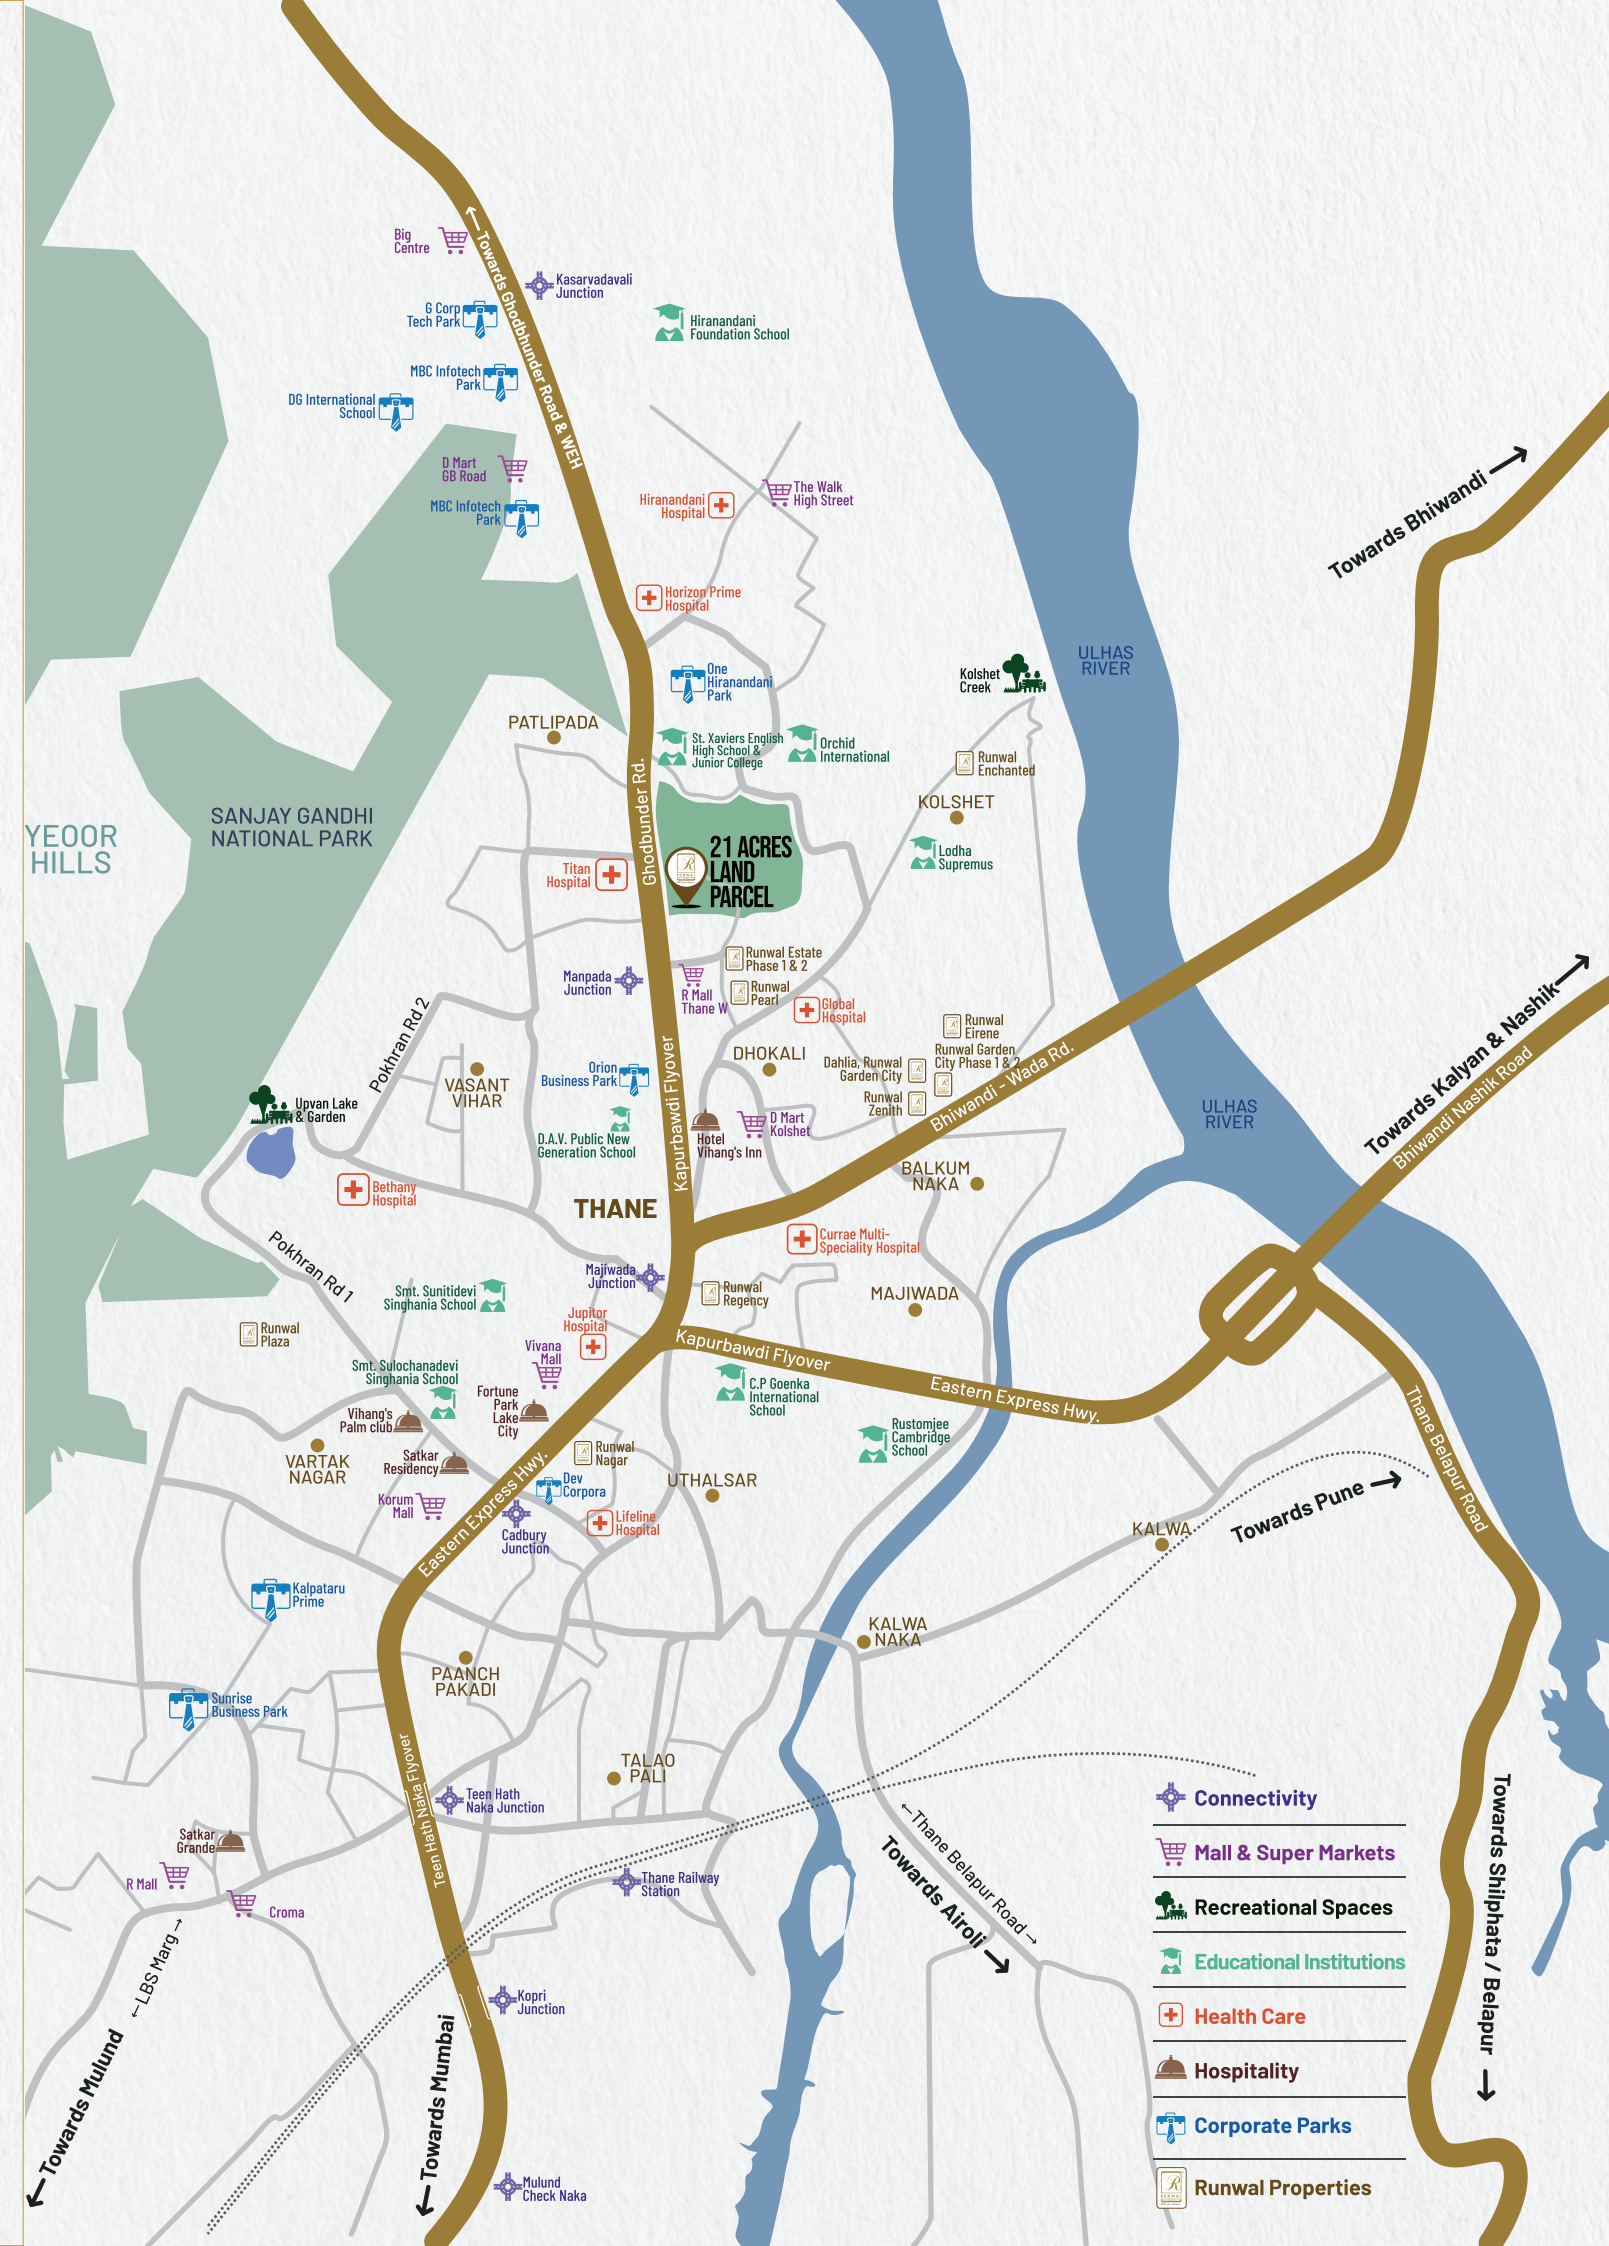 Big
Centre
← Towards Ghodbhunder Road & WEH
Kasarvadavali
Junction
G Corp
Tech Park
Hiranandani
Foundation School
MBC Infotech
Park
DG International
School
D Mart
GB Road
Hiranandani
Hospital
The Walk
High Street
MBC Infotech
Park
Towards Bhiwandi →
Horizon Prime
Hospital
One
Hiranandani
Park
Kolshet
Creek
ULHAS
RIVER
PATLIPADA
St. Xaviers English
High School &
Junior College
Orchid
International
Runwal
Enchanted
Ghodbunder Rd.
KOLSHET
SANJAY GANDHI
NATIONAL PARK
YEOOR
HILLS
21 ACRES
LAND
PARCEL
Lodha
Supremus
Titan
Hospital
Runwal Estate
Phase 1 & 2
Manpada
Junction
R Mall
Thane W
Runwal
Pearl
Global
Hospital
Towards Kalyan & Nashik →
Bhiwandi Nashik Road
Runwal
Eirene
Pokhran Rd 2
Kapurbawdi Flyover
DHOKALI
Runwal Garden
City Phase 1 & 2
Dahlia, Runwal
Garden City
Bhiwandi - Wada Rd.
Orion
Business Park
VASANT
VIHAR
Runwal
Zenith
Upvan Lake
& Garden
ULHAS
RIVER
D.A.V. Public New
Generation School
Hotel
Vihang's Inn
D Mart
Kolshet
BALKUM
NAKA
Bethany
Hospital
THANE
Currae Multi-
Speciality Hospital
Pokhran Rd 1
Majiwada
Junction
Smt. Sunitidevi
Singhania School
Runwal
Regency
MAJIWADA
Jupitor
Hospital
Runwal
Plaza
Kapurbawdi Flyover
Vivana
Mall
Smt. Sulochanadevi
Singhania School
Eastern Express Hwy.
C.P Goenka
International
School
Fortune
Park
Lake
City
Vihang's
Palm club
Rustomjee
Cambridge
School
Thane Belapur Road
VARTAK
NAGAR
Satkar
Residency
Runwal
Nagar
Eastern Express Hwy.
UTHALSAR
Dev
Corpora
Korum
Mall
Towards Pune →
Lifeline
Hospital
Cadbury
Junction
KALWA
Kalpataru
Prime
KALWA
NAKA
PAANCH
PAKADI
Sunrise
Business Park
Teen Hath Naka Flyover
TALAO
PALI
Teen Hath
Naka Junction
← Thane Belapur Road →
Towards Airoli →
Towards Shilphata / Belapur →
Satkar
Grande
R Mall
Croma
Thane Railway
Station
← LBS Marg →
Kopri
Junction
← Towards Mulund
← Towards Mumbai
Mulund
Check Naka
Connectivity
Mall & Super Markets
Recreational Spaces
Educational Institutions
Health Care
Hospitality
Corporate Parks
Runwal Properties